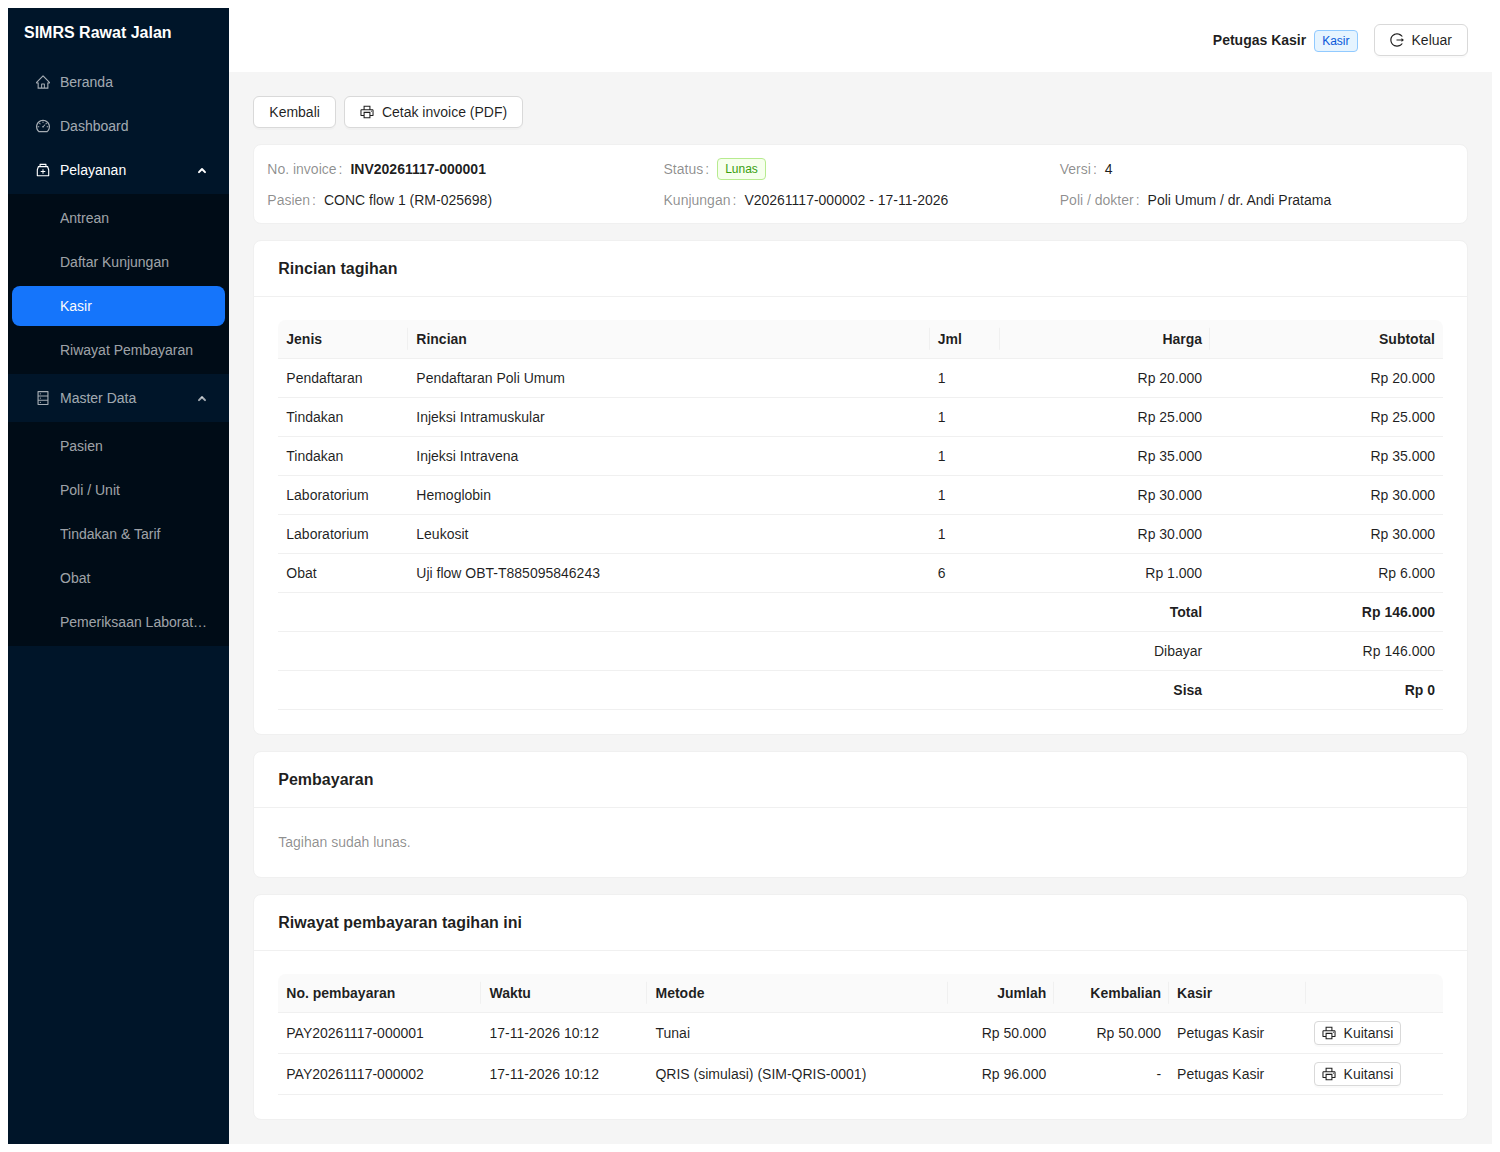 SIMRS Rawat Jalan
Petugas Kasir Kasir Keluar
Beranda
Dashboard
Pelayanan
Antrean
Daftar Kunjungan
Kasir
Riwayat Pembayaran
Master Data
Pasien
Poli / Unit
Tindakan & Tarif
Obat
Pemeriksaan Laborat…
Kembali Cetak invoice (PDF)
No. invoice : INV20261117-000001 Status : Lunas Versi : 4
Pasien : CONC flow 1 (RM-025698) Kunjungan : V20261117-000002 - 17-11-2026 Poli / dokter : Poli Umum / dr. Andi Pratama
Rincian tagihan
Jenis Rincian Jml Harga Subtotal
Pendaftaran Pendaftaran Poli Umum 1 Rp 20.000 Rp 20.000
Tindakan Injeksi Intramuskular 1 Rp 25.000 Rp 25.000
Tindakan Injeksi Intravena 1 Rp 35.000 Rp 35.000
Laboratorium Hemoglobin 1 Rp 30.000 Rp 30.000
Laboratorium Leukosit 1 Rp 30.000 Rp 30.000
Obat Uji flow OBT-T885095846243 6 Rp 1.000 Rp 6.000
Total Rp 146.000
Dibayar Rp 146.000
Sisa Rp 0
Pembayaran
Tagihan sudah lunas.
Riwayat pembayaran tagihan ini
No. pembayaran Waktu Metode Jumlah Kembalian Kasir
PAY20261117-000001 17-11-2026 10:12 Tunai Rp 50.000 Rp 50.000 Petugas Kasir Kuitansi
PAY20261117-000002 17-11-2026 10:12 QRIS (simulasi) (SIM-QRIS-0001) Rp 96.000 - Petugas Kasir Kuitansi